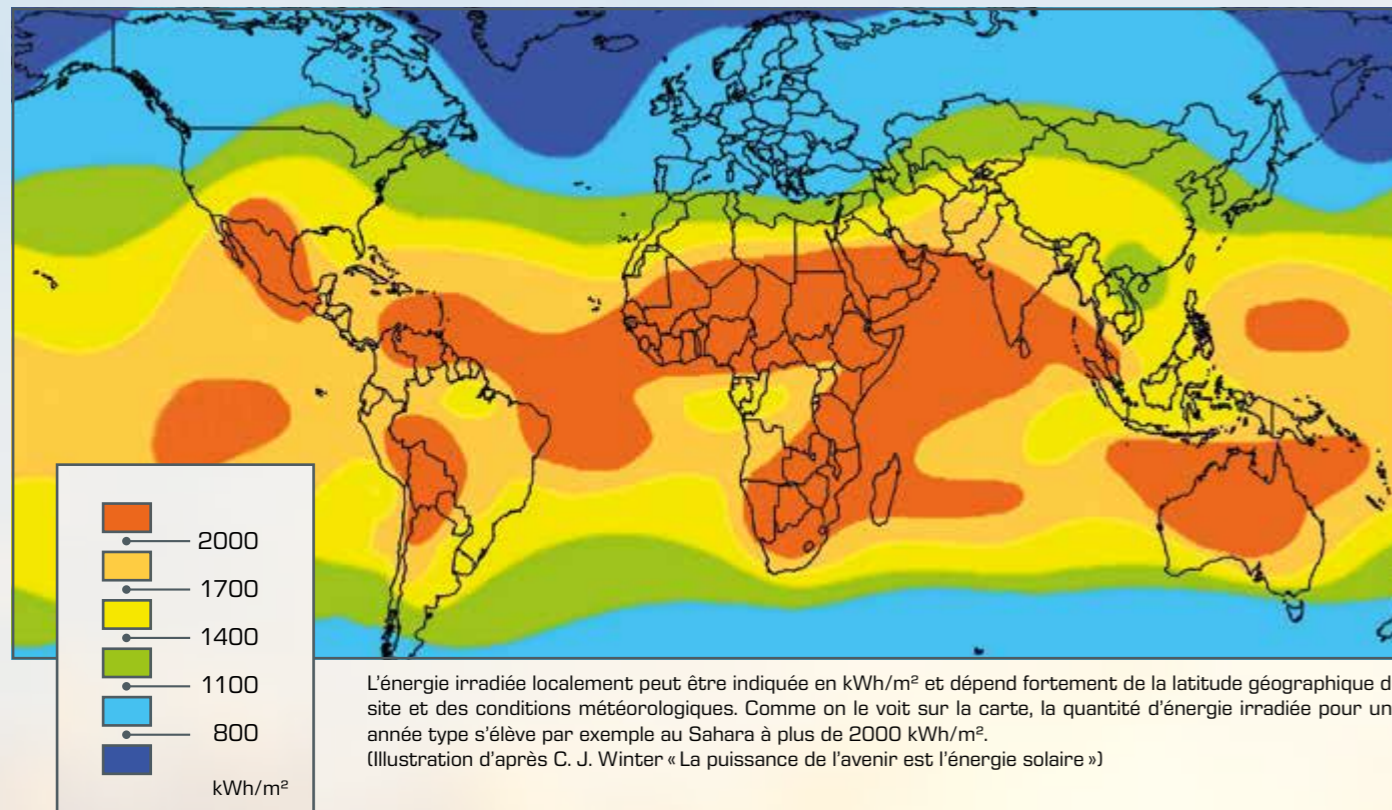 2000
1700
1400
1100
800
kWh/m²
L'énergie irradiée localement peut être indiquée en kWh/m² et dépend fortement de la latitude géographique d
site et des conditions météorologiques. Comme on le voit sur la carte, la quantité d'énergie irradiée pour un
année type s'élève par exemple au Sahara à plus de 2000 kWh/m².
(Illustration d'après C. J. Winter « La puissance de l'avenir est l'énergie solaire »)